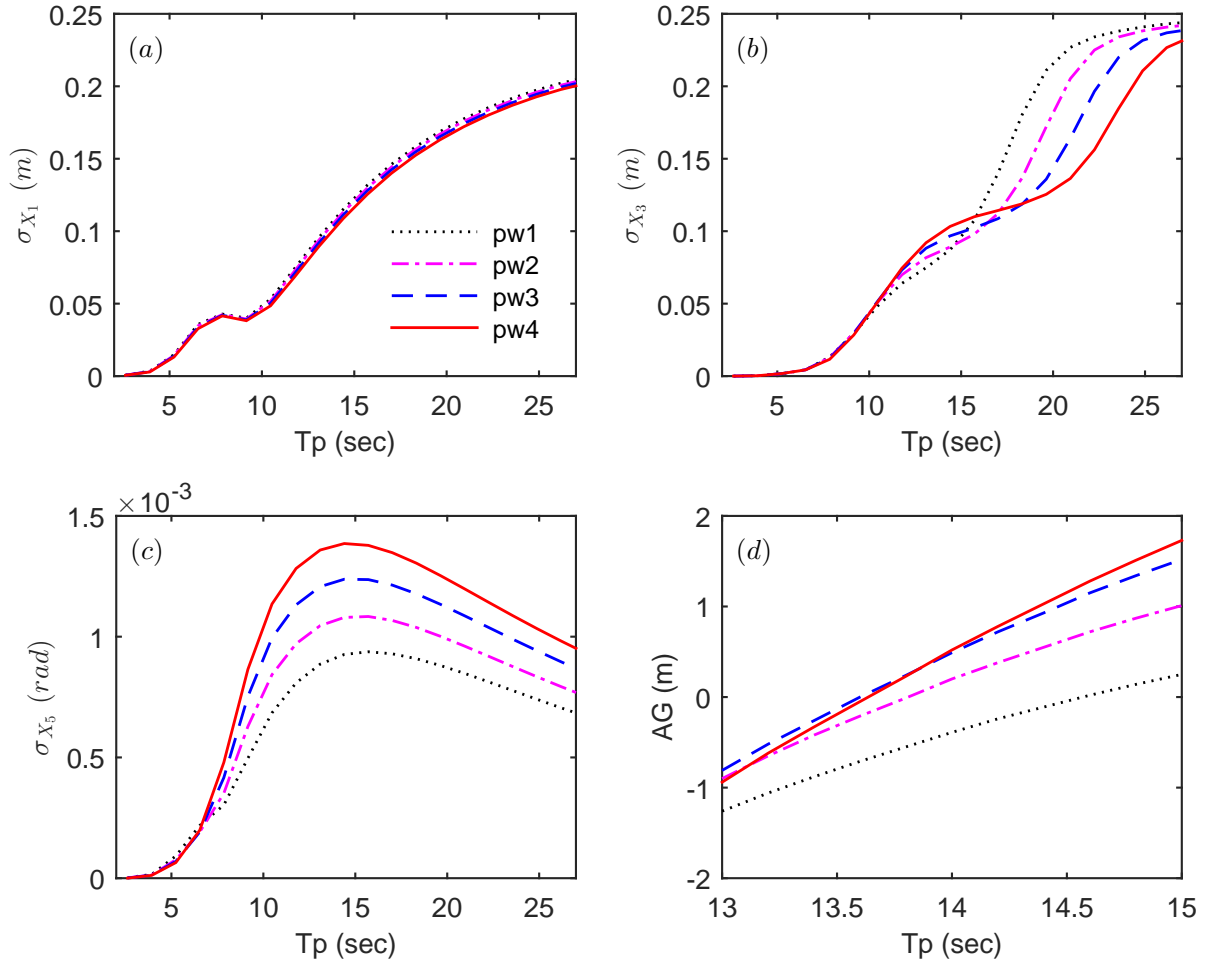 0.25
0.2
0.15
0.1
0.05
0
(a)
σX₁ (m)
pw1
pw2
pw3
pw4
5
10
15
20
25
Tp (sec)
0.25
0.2
0.15
0.1
0.05
0
(b)
σX₃ (m)
5
10
15
20
25
Tp (sec)
×10⁻³
1.5
1
0.5
0
(c)
σX₅ (rad)
5
10
15
20
25
Tp (sec)
2
1
0
-1
-2
(d)
AG (m)
13
13.5
14
14.5
15
Tp (sec)